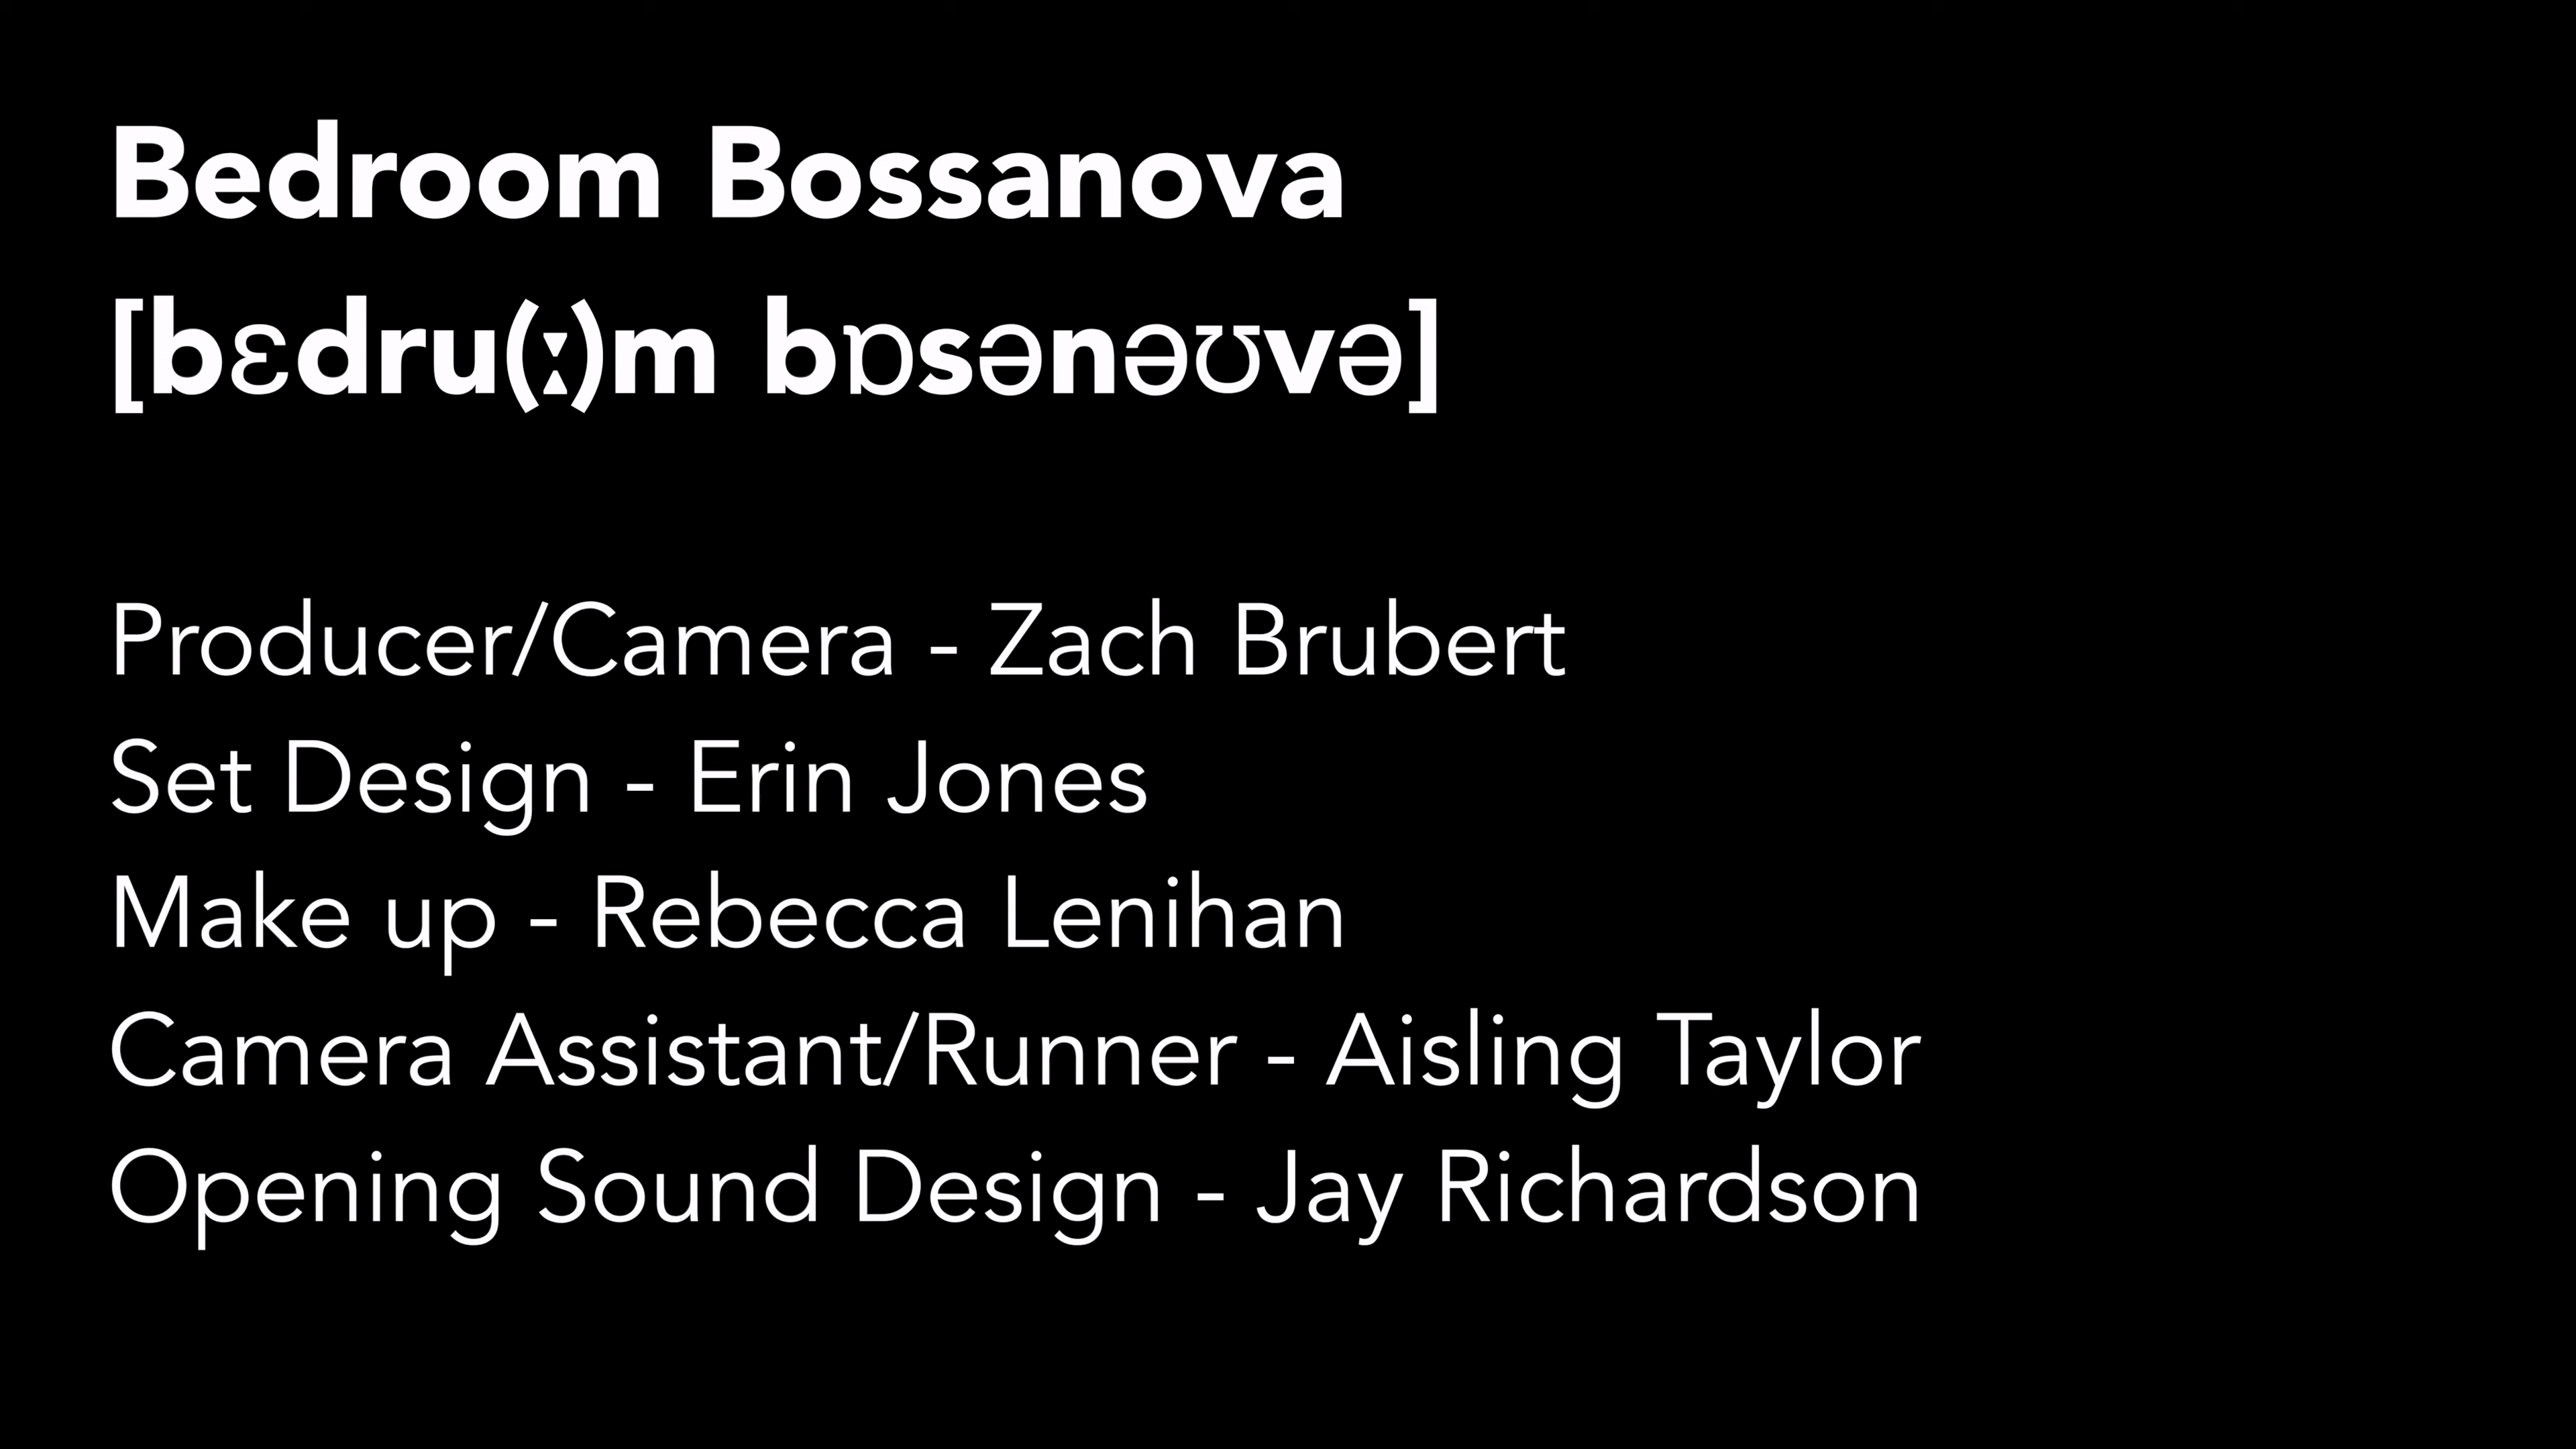 Bedroom Bossanova
[bɛdru(ː)m bɒsənəʊvə]
Producer/Camera - Zach Brubert
Set Design - Erin Jones
Make up - Rebecca Lenihan
Camera Assistant/Runner - Aisling Taylor
Opening Sound Design - Jay Richardson